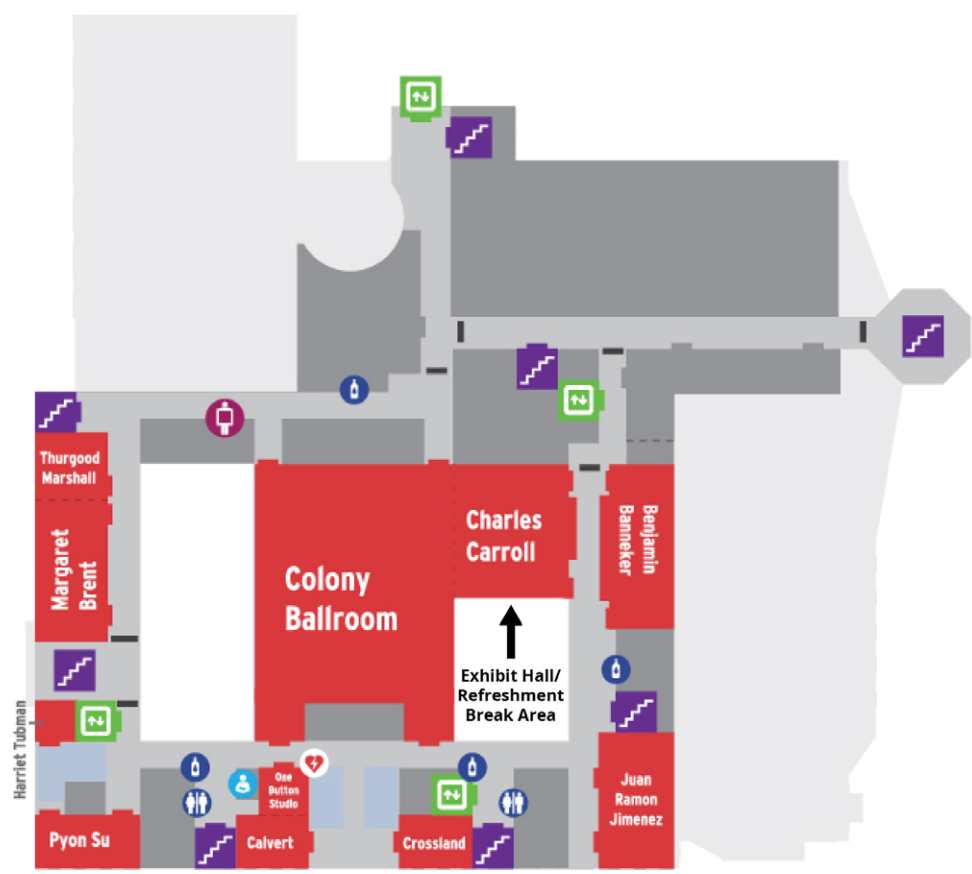 Thurgood
Marshall
Margaret
Brent
Colony
Ballroom
Charles
Carroll
Benjamin
Banneker
Exhibit Hall/
Refreshment
Break Area
Harriet Tubman
One
Button
Studio
Juan
Ramon
Jimenez
Pyon Su
Calvert
Crossland